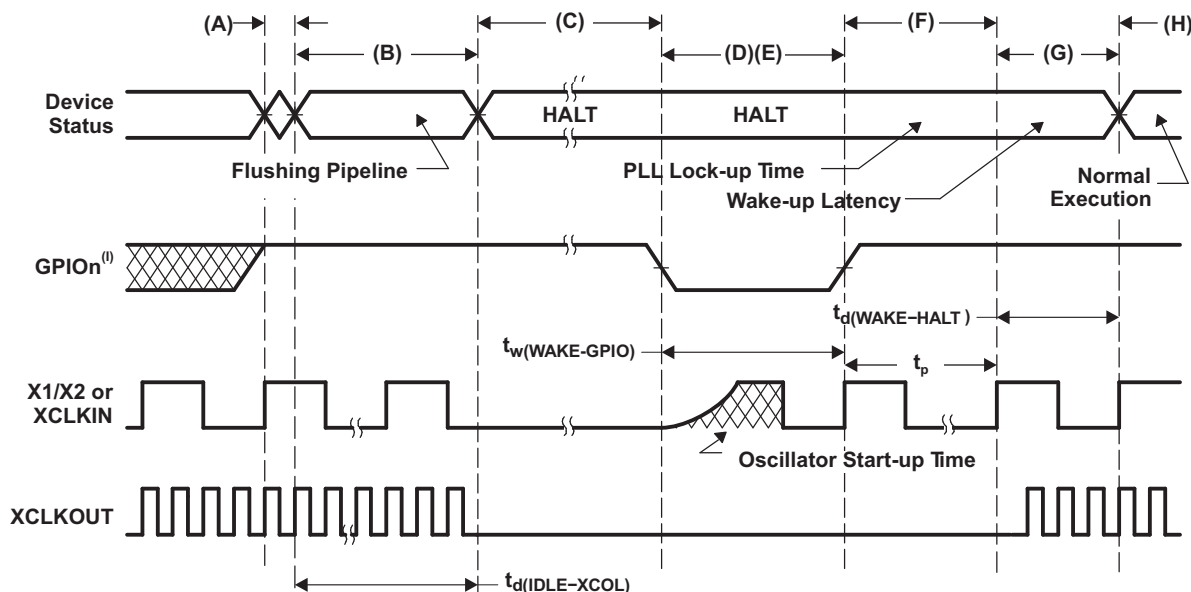 (A)
(B)
(C)
(D)(E)
(F)
(G)
(H)
Device
Status
HALT
HALT
Flushing Pipeline
PLL Lock-up Time
Wake-up Latency
Normal
Execution
GPIOn(I)
td(WAKE−HALT )
tw(WAKE-GPIO)
tp
X1/X2 or
XCLKIN
Oscillator Start-up Time
XCLKOUT
td(IDLE−XCOL)